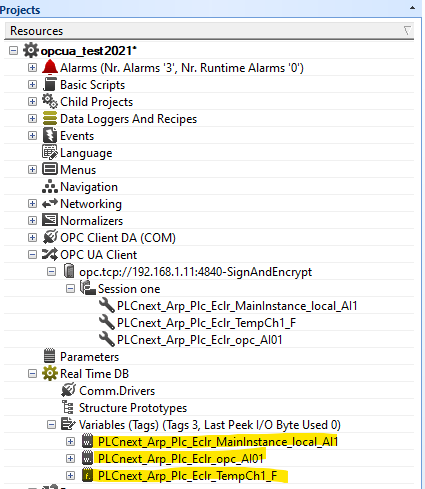 Projects
Resources
opcua_test2021*
Alarms (Nr. Alarms '3', Nr. Runtime Alarms '0')
Basic Scripts
Child Projects
Data Loggers And Recipes
Events
Language
Menus
Navigation
Networking
Normalizers
OPC Client DA (COM)
OPC UA Client
opc.tcp://192.168.1.11:4840-SignAndEncrypt
Session one
PLCnext_Arp_Plc_Eclr_MainInstance_local_AI1
PLCnext_Arp_Plc_Eclr_TempCh1_F
PLCnext_Arp_Plc_Eclr_opc_AI01
Parameters
Real Time DB
Comm.Drivers
Structure Prototypes
Variables (Tags) (Tags 3, Last Peek I/O Byte Used 0)
w. PLCnext_Arp_Plc_Eclr_MainInstance_local_AI1
w. PLCnext_Arp_Plc_Eclr_opc_AI01
f. PLCnext_Arp_Plc_Eclr_TempCh1_F